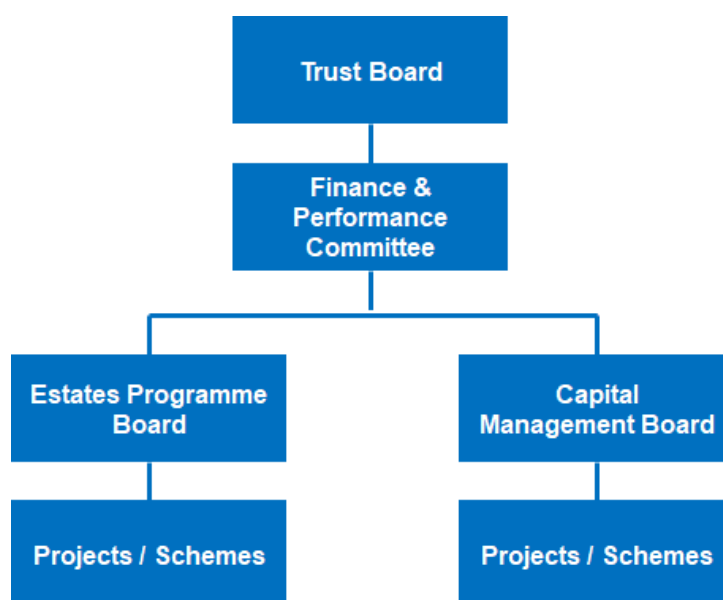 Trust Board
Finance &
Performance
Committee
Estates Programme
Board
Capital
Management Board
Projects / Schemes
Projects / Schemes